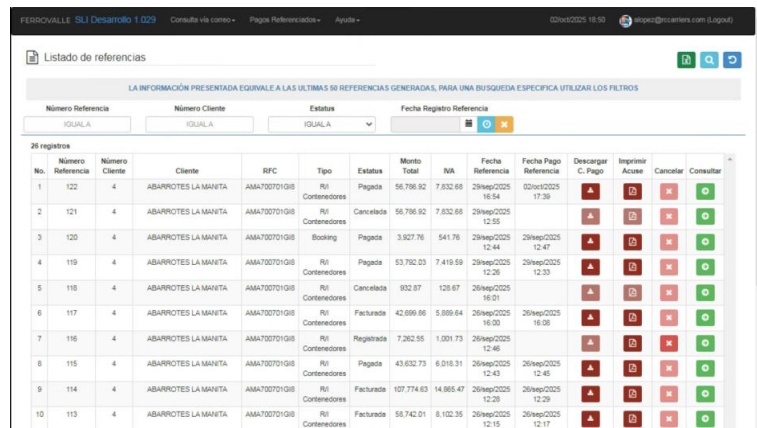 FERROVALLE SLI Desarrollo 1.029 Consulta vía correo Pagos Referenciados Ayuda 02/oct/2025 18:50 alopez@rccarriers.com (Logout)
Listado de referencias
LA INFORMACIÓN PRESENTADA EQUIVALE A LAS ULTIMAS 50 REFERENCIAS GENERADAS, PARA UNA BUSQUEDA ESPECIFICA UTILIZAR LOS FILTROS
Número Referencia Número Cliente Estatus Fecha Registro Referencia
IGUAL A IGUAL A IGUAL A
26 registros
No. Número Referencia Número Cliente Cliente RFC Tipo Estatus Monto Total IVA Fecha Referencia Fecha Pago Referencia Descargar C. Pago Imprimir Acuse Cancelar Consultar
1 122 4 ABARROTES LA MANITA AMA700701GI8 R/I Contenedores Pagada 56,786.92 7,832.68 29/sep/2025 16:54 02/oct/2025 17:39
2 121 4 ABARROTES LA MANITA AMA700701GI8 R/I Contenedores Cancelada 56,786.92 7,832.68 29/sep/2025 12:55
3 120 4 ABARROTES LA MANITA AMA700701GI8 Booking Pagada 3,927.76 541.76 29/sep/2025 12:44 29/sep/2025 12:47
4 119 4 ABARROTES LA MANITA AMA700701GI8 R/I Contenedores Pagada 53,792.03 7,419.59 29/sep/2025 12:26 29/sep/2025 12:33
5 118 4 ABARROTES LA MANITA AMA700701GI8 R/I Contenedores Cancelada 932.87 128.67 26/sep/2025 16:01
6 117 4 ABARROTES LA MANITA AMA700701GI8 R/I Contenedores Facturada 42,699.86 5,889.64 26/sep/2025 16:00 26/sep/2025 16:08
7 116 4 ABARROTES LA MANITA AMA700701GI8 R/I Contenedores Registrada 7,262.55 1,001.73 26/sep/2025 12:46
8 115 4 ABARROTES LA MANITA AMA700701GI8 R/I Contenedores Pagada 43,632.73 6,018.31 26/sep/2025 12:43 26/sep/2025 12:45
9 114 4 ABARROTES LA MANITA AMA700701GI8 R/I Contenedores Facturada 107,774.63 14,865.47 26/sep/2025 12:28 26/sep/2025 12:29
10 113 4 ABARROTES LA MANITA AMA700701GI8 R/I Contenedores Facturada 58,742.01 8,102.35 26/sep/2025 12:15 26/sep/2025 12:17